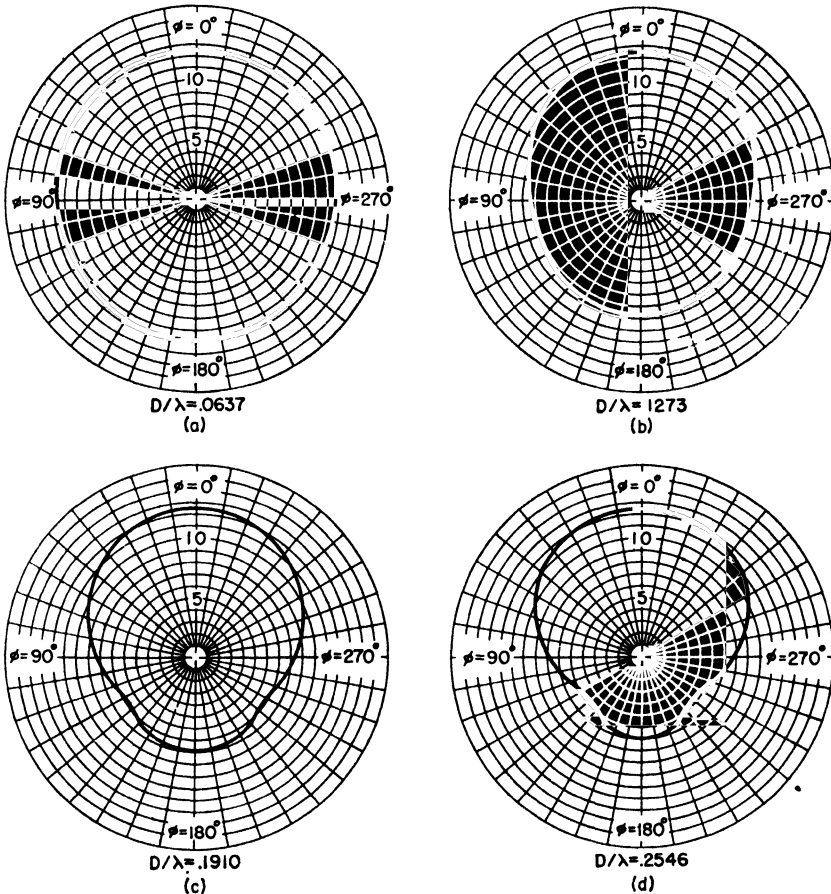 ø=0°
10
5
ø=90°
ø=270°
ø=180°
D/λ=.0637
(a)
ø=0°
10
5
ø=90°
ø=270°
ø=180°
D/λ=.1273
(b)
ø=0°
10
5
ø=90°
ø=270°
ø=180°
D/λ=.1910
(c)
ø=0°
10
5
ø=90°
ø=270°
ø=180°
D/λ=.2546
(d)